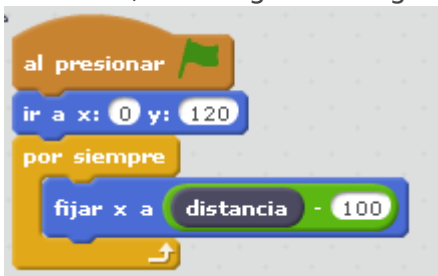 al presionar
ir a x: 0 y: 120
por siempre
fijar x a distancia - 100